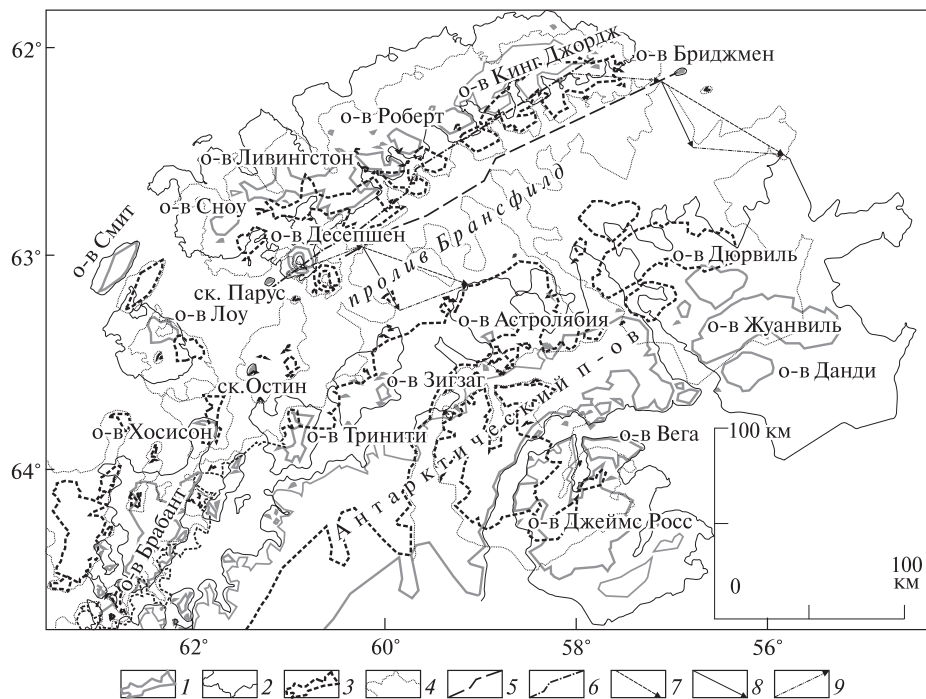 62°
63°
64°
о-в Бриджмен
о-в Кинг Джордж
о-в Роберт
о-в Ливингстон
о-в Сноу
о-в Смит
о-в Десепшен
пролив Брансфилд
о-в Дюрвиль
ск. Парус
о-в Лоу
о-в Астролябия
о-в Жуанвиль
о-в Данди
ск.Остин
о-в Зигзаг
о-в Хосисон
о-в Тринити
о-в Вега
100 км
Антарктический п-ов
о-в Брабант
о-в Джеймс Росс
0
100
км
62° 60° 58° 56°
1 2 3 4 5 6 7 8 9